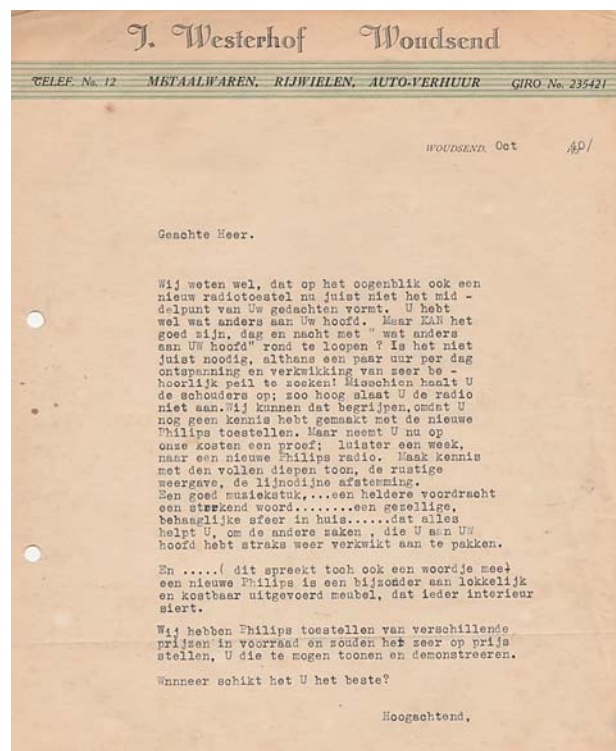 J. Westerhof Woudsend
TELEF. No. 12 METAALWAREN, RIJWIELEN, AUTO-VERHUUR GIRO No. 235421
WOUDSEND, Oct 40/
Geachte Heer.
Wij weten wel, dat op het oogenblik ook een
nieuw radiotoestel nu juist niet het mid -
delpunt van Uw gedachten vormt. U hebt
wel wat anders aan Uw hoofd. Maar KAN het
goed zijn, dag en nacht met " wat anders
aan UW hoofd" rond te loopen ? Is het niet
juist noodig, althans een paar uur per dag
ontspanning en verkwikking van zeer be -
hoorlijk peil te zoeken! Misschien haalt U
de schouders op; zoo hoog slaat U de radio
niet aan.Wij kunnen dat begrijpen,omdat U
nog geen kennis hebt gemaakt met de nieuwe
Philips toestellen. Maar neemt U nu op
onze kosten een proef; luister een week,
naar een nieuwe Philips radio. Maak kennis
met den vollen diepen toon, de rustige
weergave, de lijnodijne afstemming.
Een goed muziekstuk,...een heldere voordracht
een sterkend woord........een gezellige,
behaaglijke sfeer in huis......dat alles
helpt U, om de andere zaken , die U aan UW
hoofd hebt straks weer verkwikt aan te pakken.
En .....( dit spreekt toch ook een woordje mee)
een nieuwe Philips is een bijzonder aan lokkelijk
en kostbaar uitgevoerd meubel, dat ieder interieur
siert.
Wij hebben Philips toestellen van verschillende
prijzen in voorraad en zouden het zeer op prijs
stellen, U die te mogen toonen en demonstreeren.
Wnnneer schikt het U het beste?
Hoogachtend,